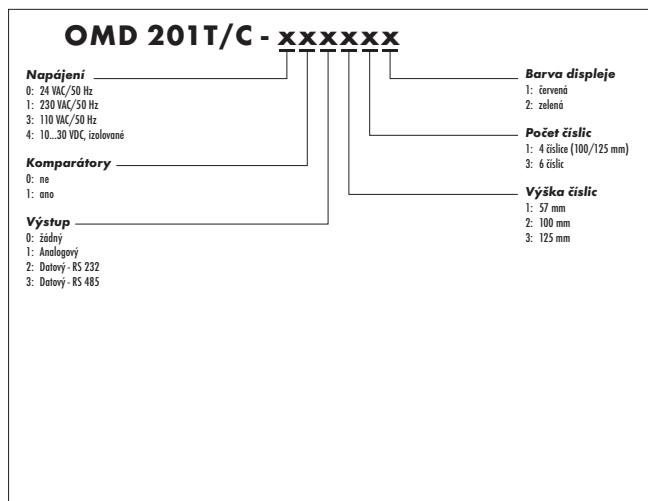 OMD 201T/C - xxxxxx
Napájení
0: 24 VAC/50 Hz
1: 230 VAC/50 Hz
3: 110 VAC/50 Hz
4: 10...30 VDC, izolované
Komparátory
0: ne
1: ano
Výstup
0: žádný
1: Analogový
2: Datový - RS 232
3: Datový - RS 485
Barva displeje
1: červená
2: zelená
Počet číslic
1: 4 číslice (100/125 mm)
3: 6 číslic
Výška číslic
1: 57 mm
2: 100 mm
3: 125 mm